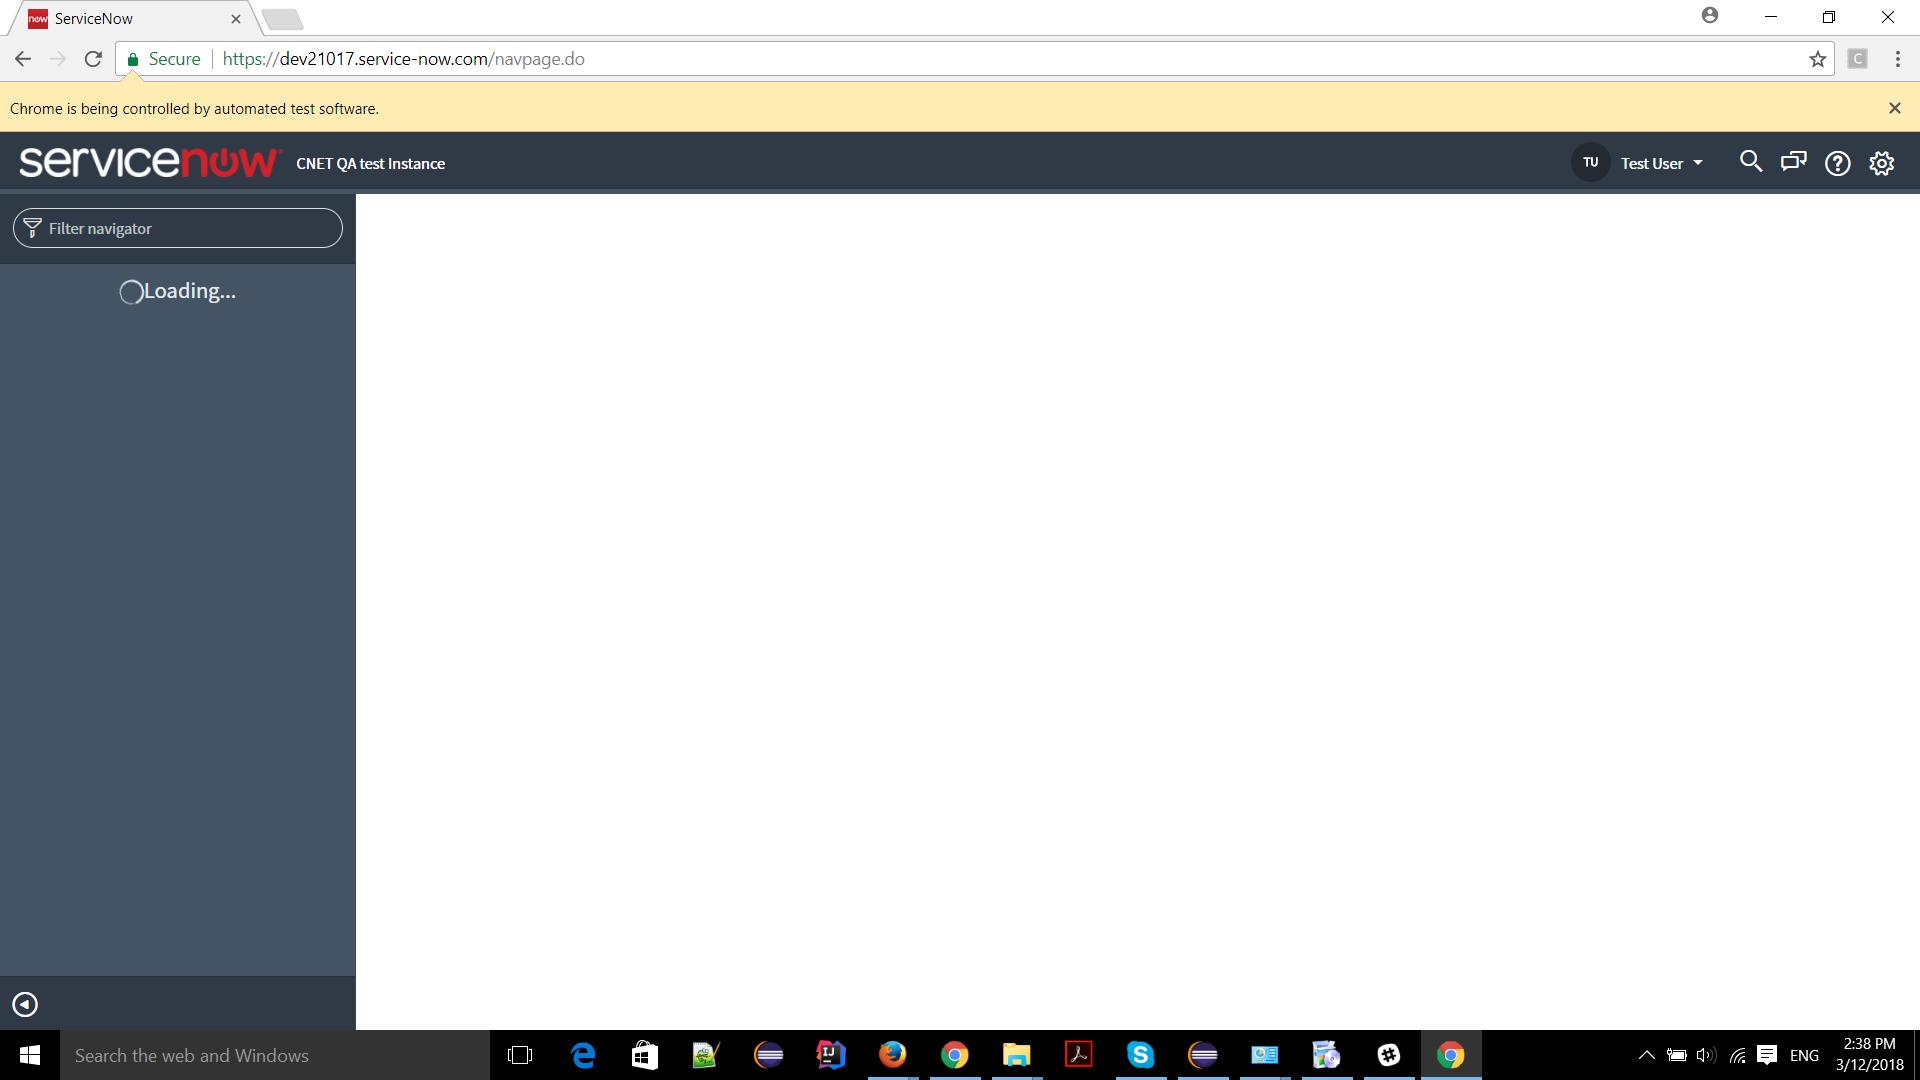 now ServiceNow
Secure https://dev21017.service-now.com/navpage.do
C
Chrome is being controlled by automated test software.
servicenow CNET QA test Instance
TU Test User
Filter navigator
Loading...
Search the web and Windows
IJ
ENG
2:38 PM
3/12/2018